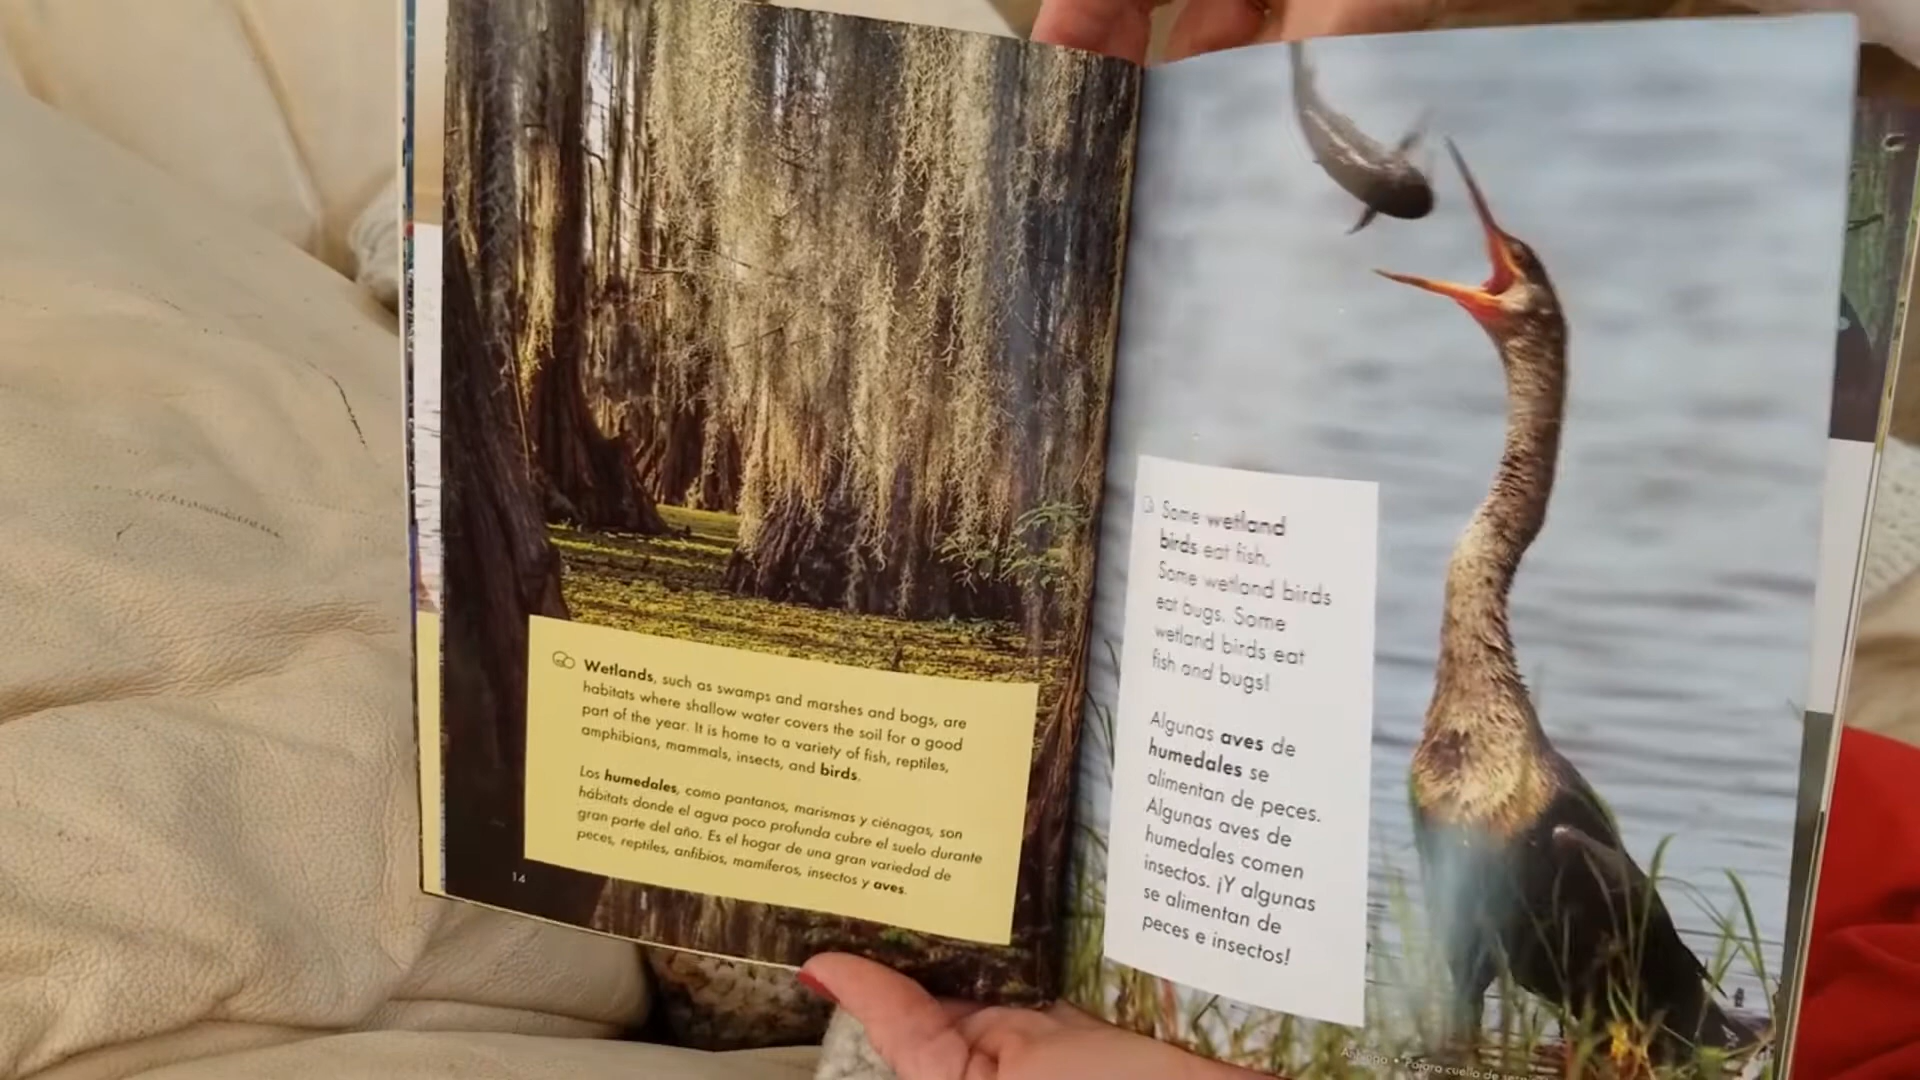 Wetlands, such as swamps and marshes and bogs, are
habitats where shallow water covers the soil for a good
part of the year. It is home to a variety of fish, reptiles,
amphibians, mammals, insects, and birds.
Los humedales, como pantanos, marismas y ciénagas, son
hábitats donde el agua poco profunda cubre el suelo durante
gran parte del año. Es el hogar de una gran variedad de
peces, reptiles, anfibios, mamíferos, insectos y aves.
14
Some wetland
birds eat fish.
Some wetland birds
eat bugs. Some
wetland birds eat
fish and bugs!
Algunas aves de
humedales se
alimentan de peces.
Algunas aves de
humedales comen
insectos. ¡Y algunas
se alimentan de
peces e insectos!
Anhinga • Pájaro cuello de